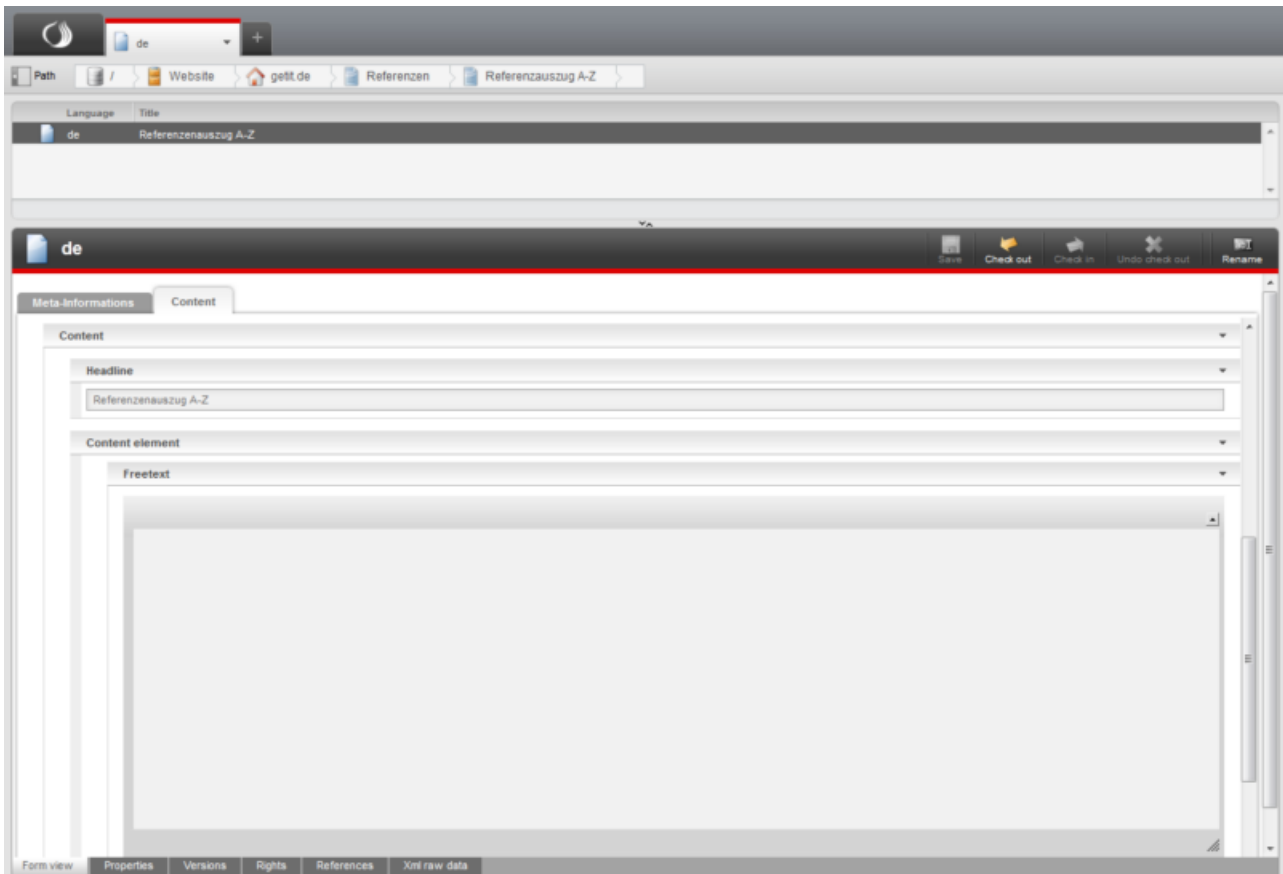 de +
Path / Website getit.de Referenzen Referenzauszug A-Z
Language Title
de Referenzenauszug A-Z
de Save Check out Check in Undo check out Rename
Meta-Informations Content
Content
Headline
Referenzenauszug A-Z
Content element
Freetext
Form view Properties Versions Rights References Xml raw data